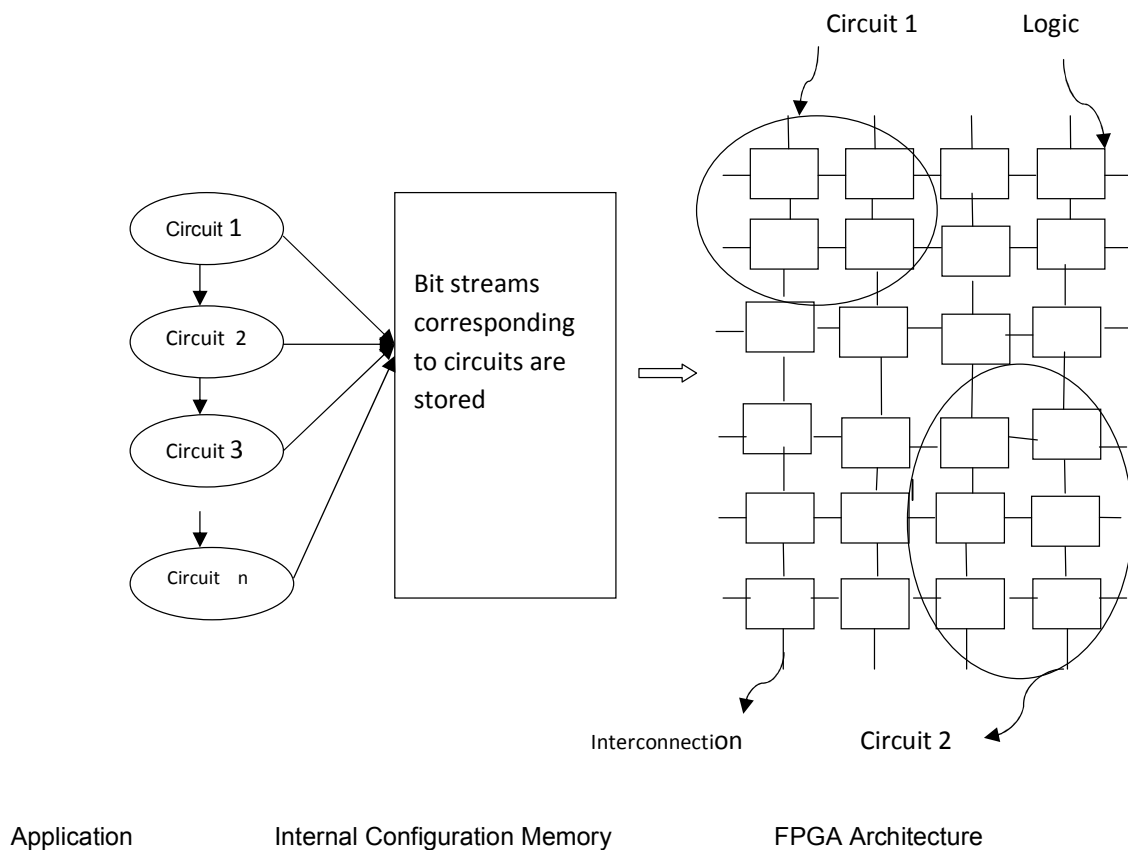 Circuit 1
Logic
Circuit 1
Circuit 2
Circuit 3
Circuit n
Bit streams
corresponding
to circuits are
stored
Interconnection
Circuit 2
Application
Internal Configuration Memory
FPGA Architecture